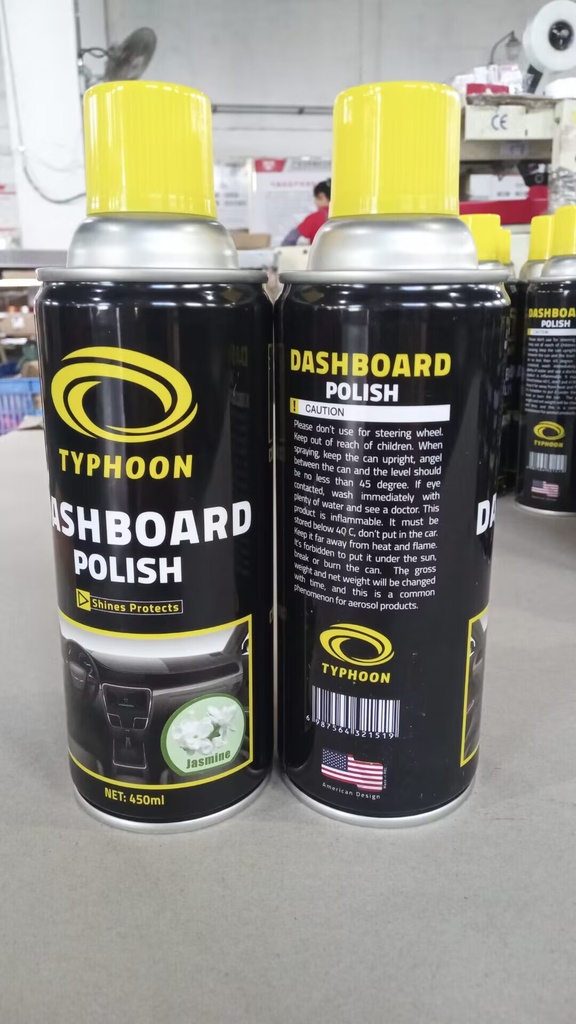 TYPHOON
DASHBOARD
POLISH
Shines Protects
Jasmine
NET: 450ml
DASHBOARD
POLISH
! CAUTION
Please don't use for steering wheel.
Keep out of reach of children. When
spraying, keep the can upright, angel
between the can and the level should
be no less than 45 degree. If eye
contacted, wash immediately with
plenty of water and see a doctor. This
product is inflammable. It must be
stored below 40 C, don't put in the car.
Keep it far away from heat and flame.
It's forbidden to put it under the sun,
break or burn the can. The gross
weight and net weight will be changed
with time, and this is a common
phenomenon for aerosol products.
TYPHOON
6 987564 321519
American Design
DA
CE
DASHBOA
POLISH
CAUTION
TYPHOON